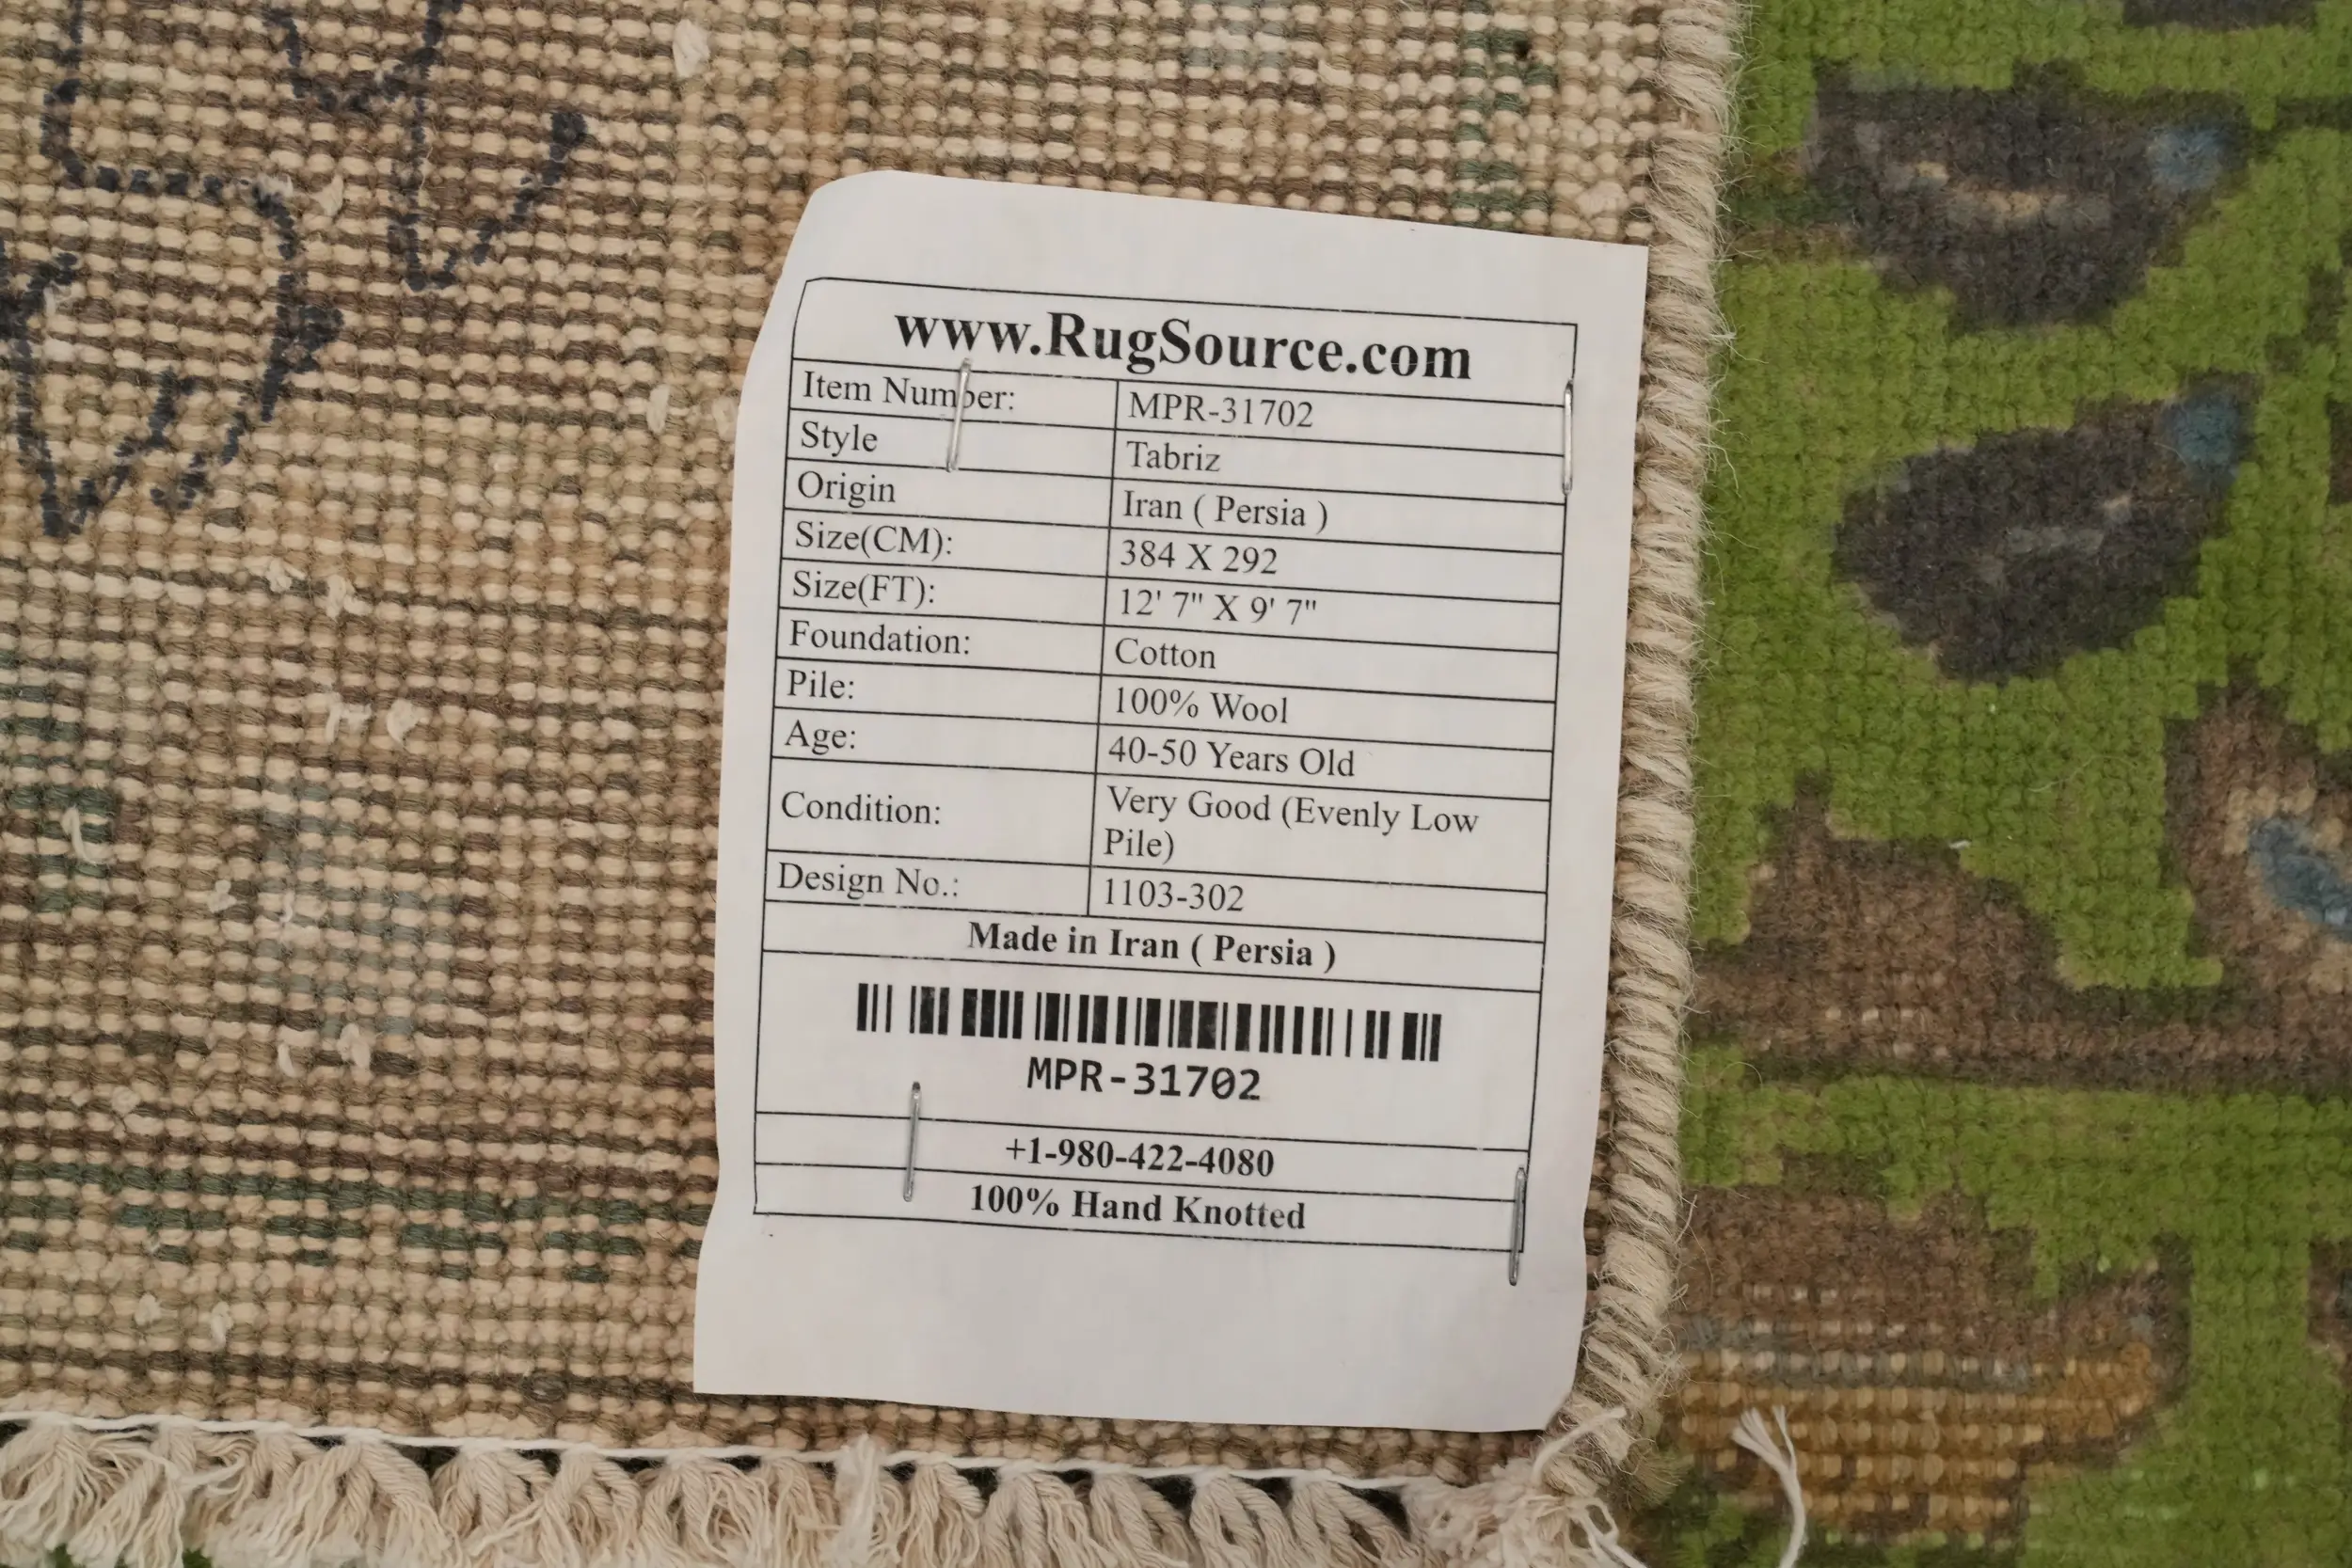 www.RugSource.com
Item Number: MPR-31702
Style Tabriz
Origin Iran ( Persia )
Size(CM): 384 X 292
Size(FT): 12' 7" X 9' 7"
Foundation: Cotton
Pile: 100% Wool
Age: 40-50 Years Old
Condition: Very Good (Evenly Low
Pile)
Design No.: 1103-302
Made in Iran ( Persia )
MPR-31702
+1-980-422-4080
100% Hand Knotted